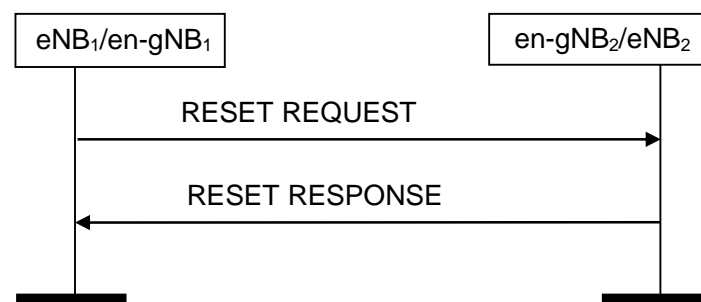 eNB₁/en-gNB₁
en-gNB₂/eNB₂
RESET REQUEST
RESET RESPONSE